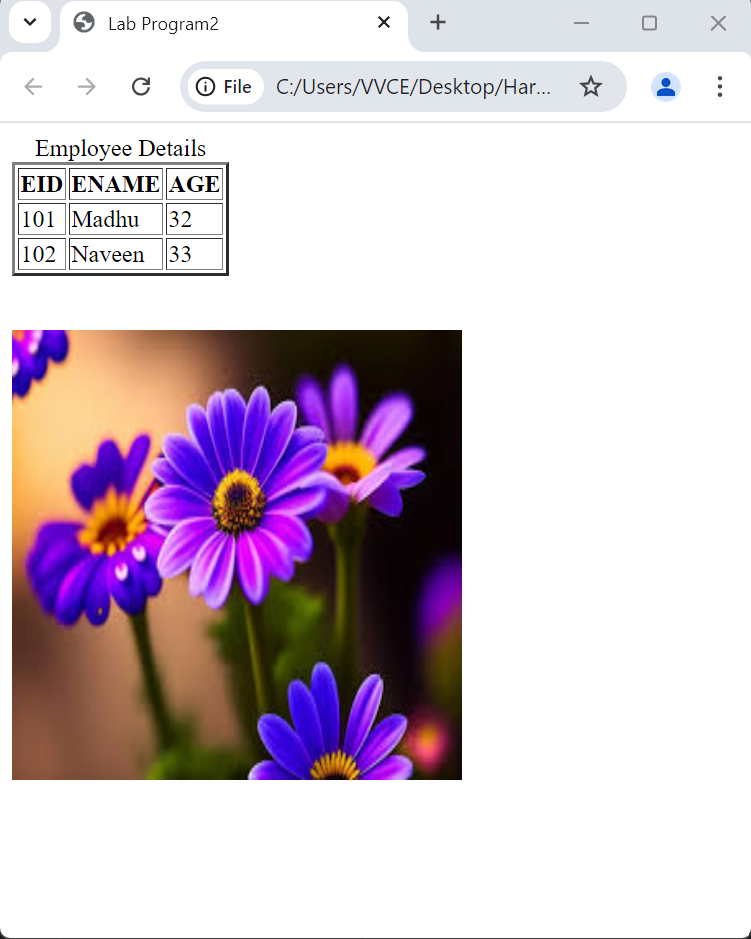 Lab Program2
File C:/Users/VVCE/Desktop/Har...
Employee Details
EID ENAME AGE
101 Madhu 32
102 Naveen 33